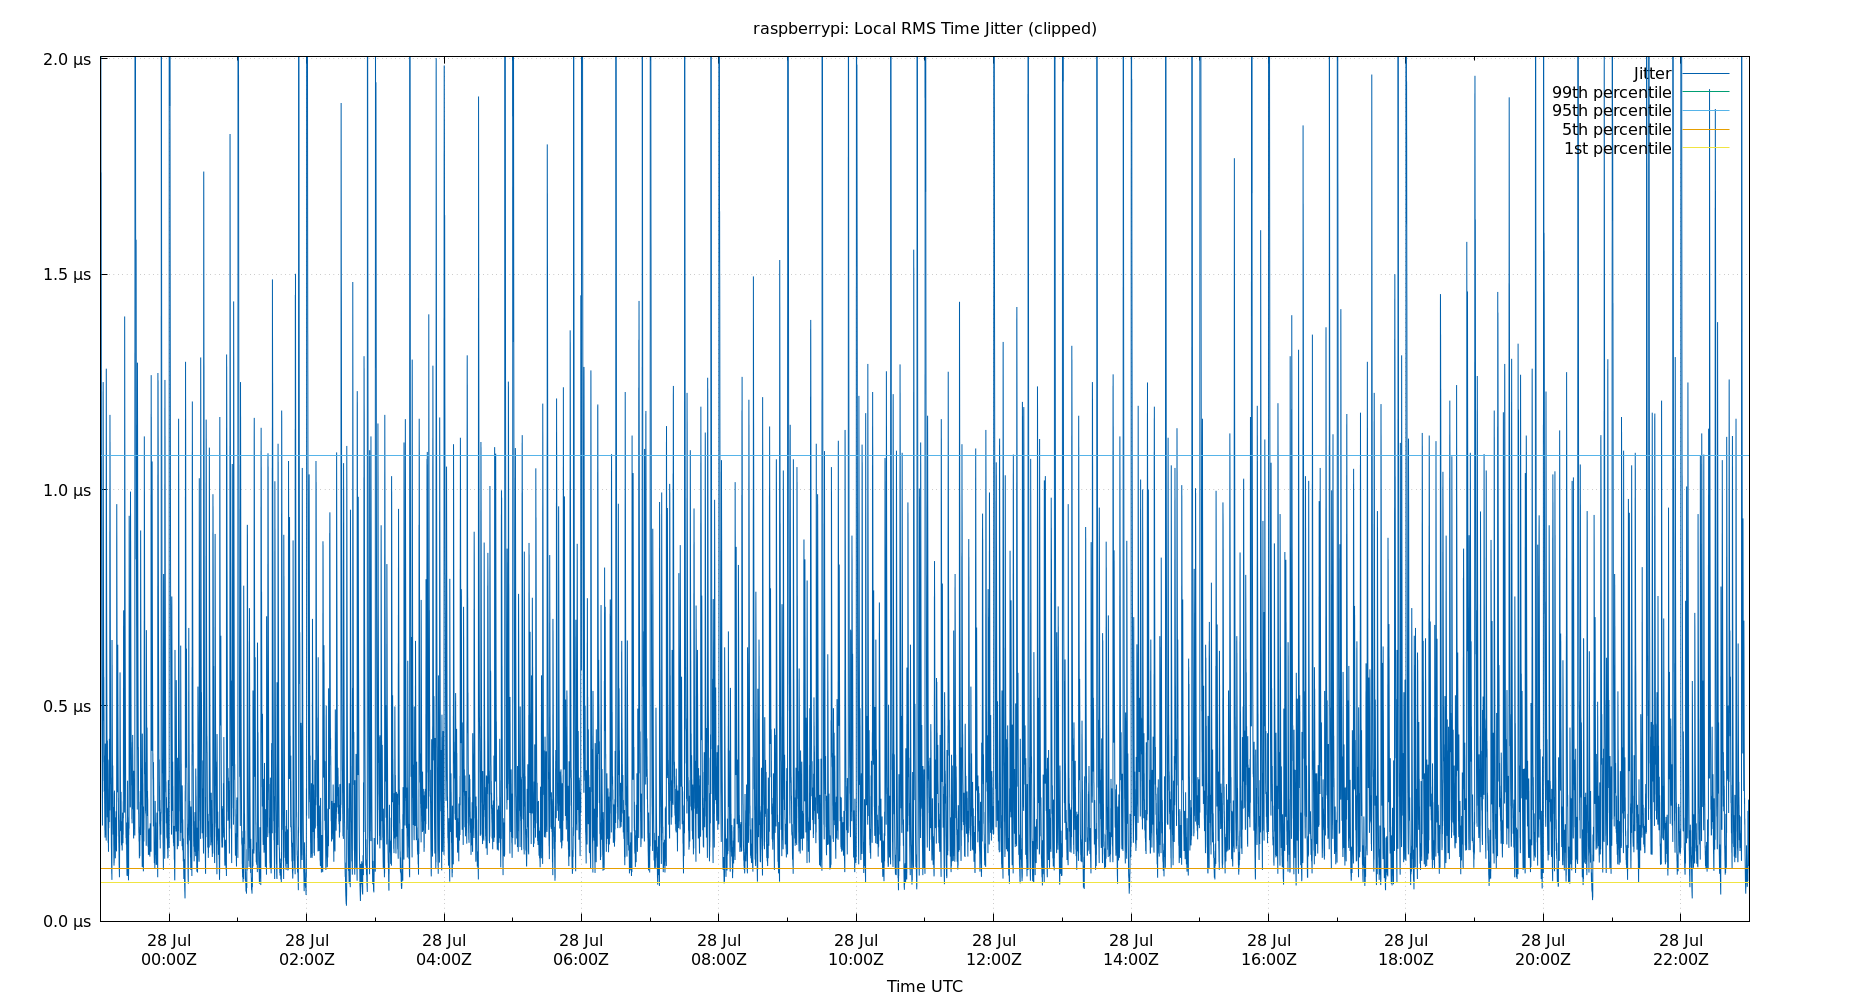 raspberrypi: Local RMS Time Jitter (clipped)
2.0 µs
1.5 µs
1.0 µs
0.5 µs
0.0 µs
Jitter
99th percentile
95th percentile
5th percentile
1st percentile
28 Jul 28 Jul 28 Jul 28 Jul 28 Jul 28 Jul 28 Jul 28 Jul 28 Jul 28 Jul 28 Jul 28 Jul
00:00Z 02:00Z 04:00Z 06:00Z 08:00Z 10:00Z 12:00Z 14:00Z 16:00Z 18:00Z 20:00Z 22:00Z
Time UTC